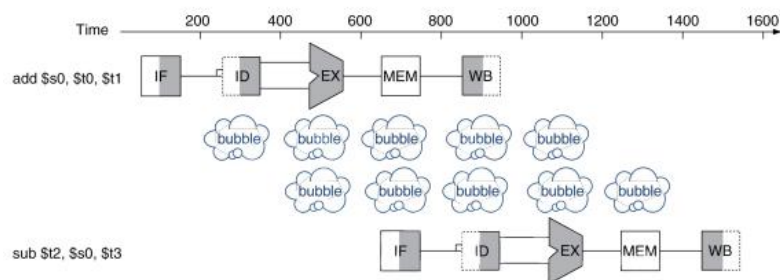 Time 200 400 600 800 1000 1200 1400 1600
add $s0, $t0, $t1 IF ID EX MEM WB
bubble bubble bubble bubble bubble
bubble bubble bubble bubble bubble
sub $t2, $s0, $t3 IF ID EX MEM WB